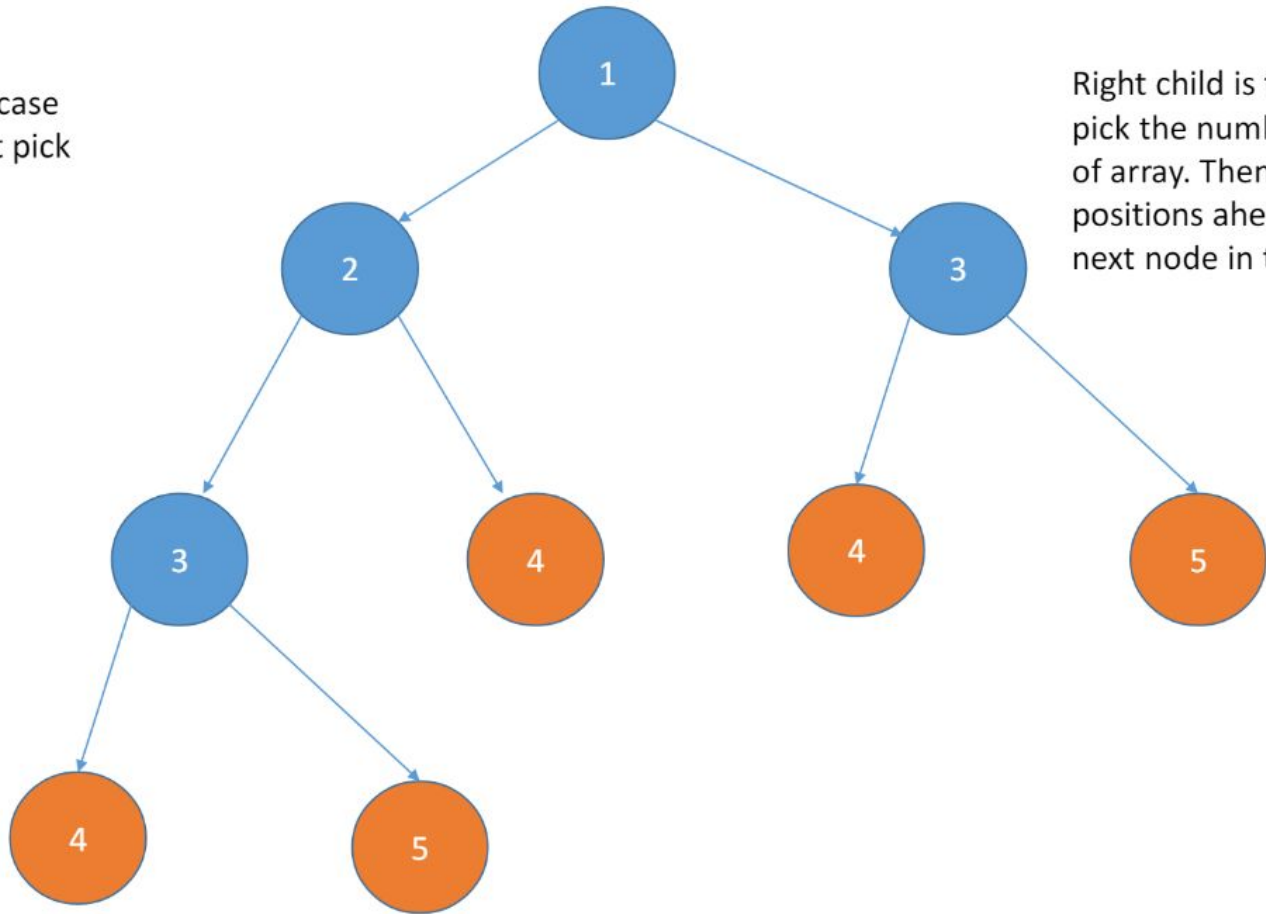 case
t pick
Right child is
pick the num
of array. Then
positions ahe
next node in t
1
2
3
3
4
4
5
4
5